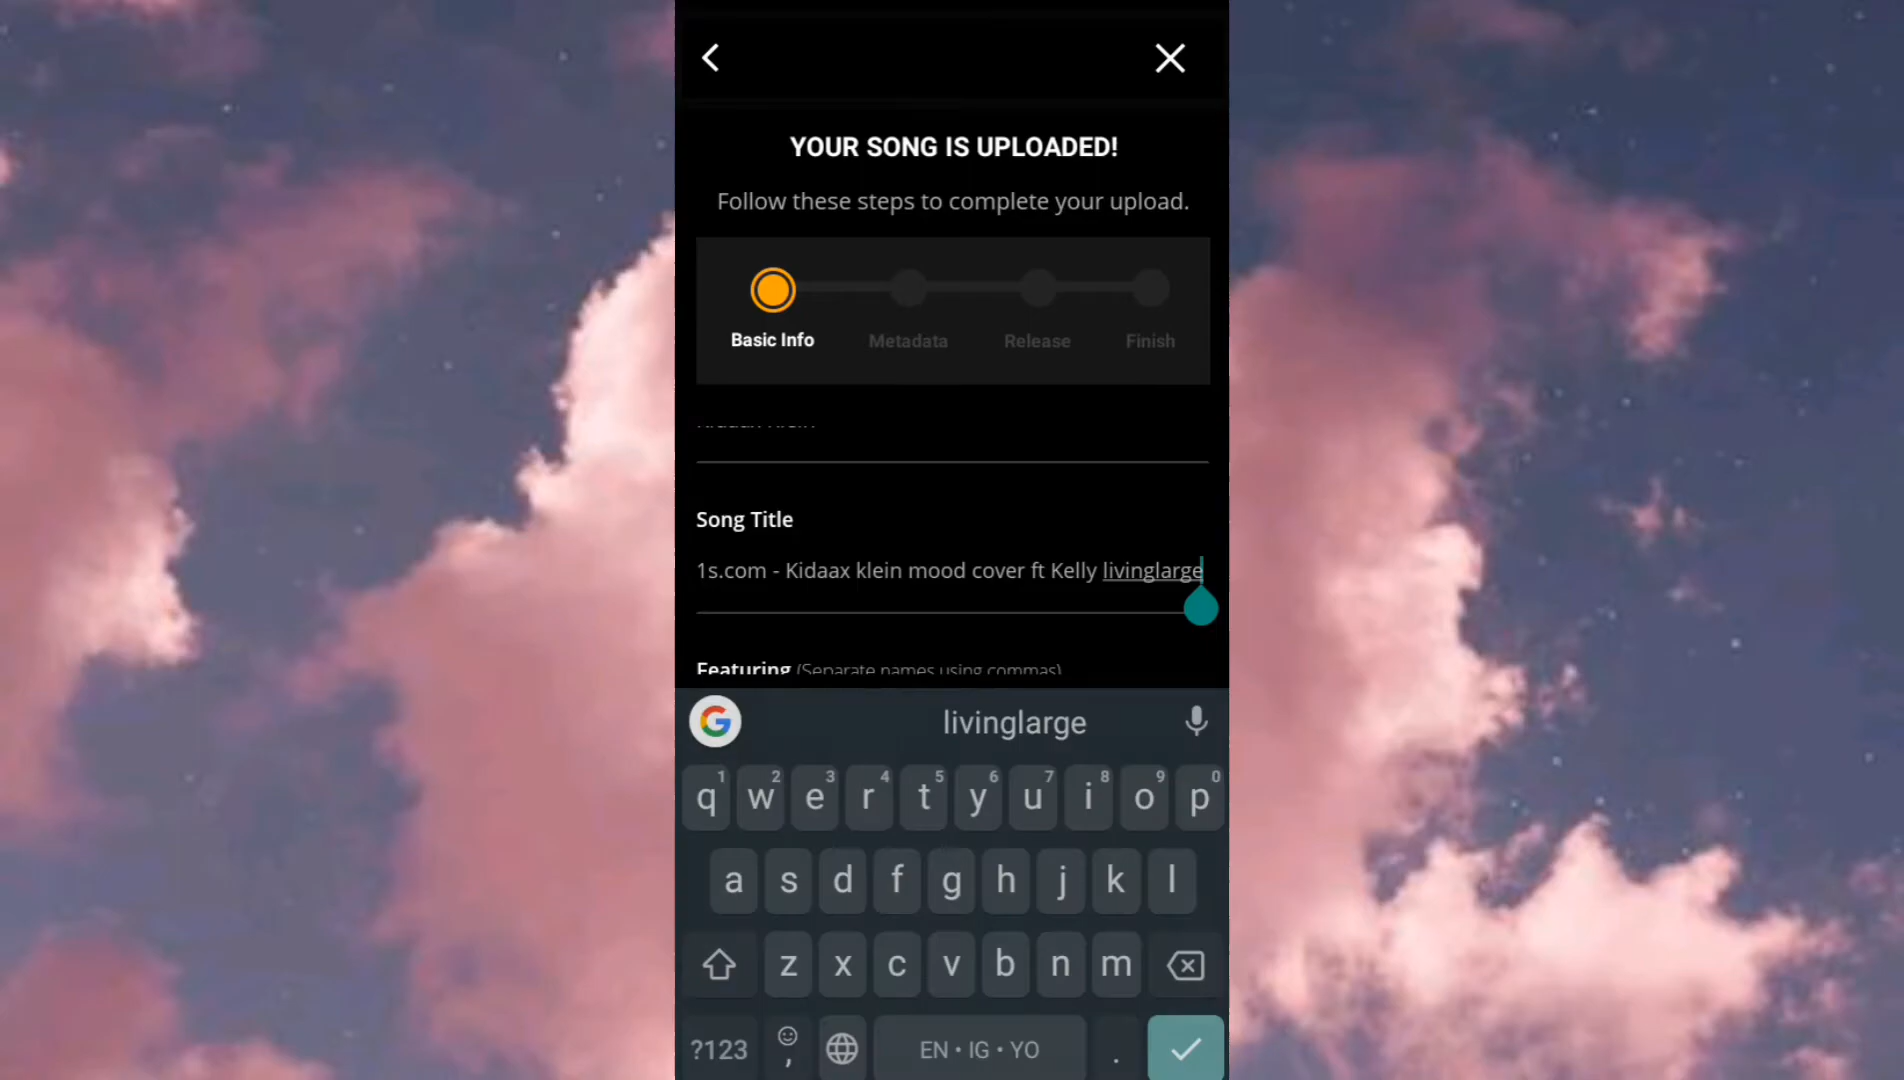 YOUR SONG IS UPLOADED!
Follow these steps to complete your upload.
Basic Info Metadata Release Finish
Song Title
1s.com - Kidaax klein mood cover ft Kelly livinglarge
Featuring (Separate names using commas)
livinglarge
1 2 3 4 5 6 7 8 9 0
q w e r t y u i o p
a s d f g h j k l
z x c v b n m
?123 , EN • IG • YO .